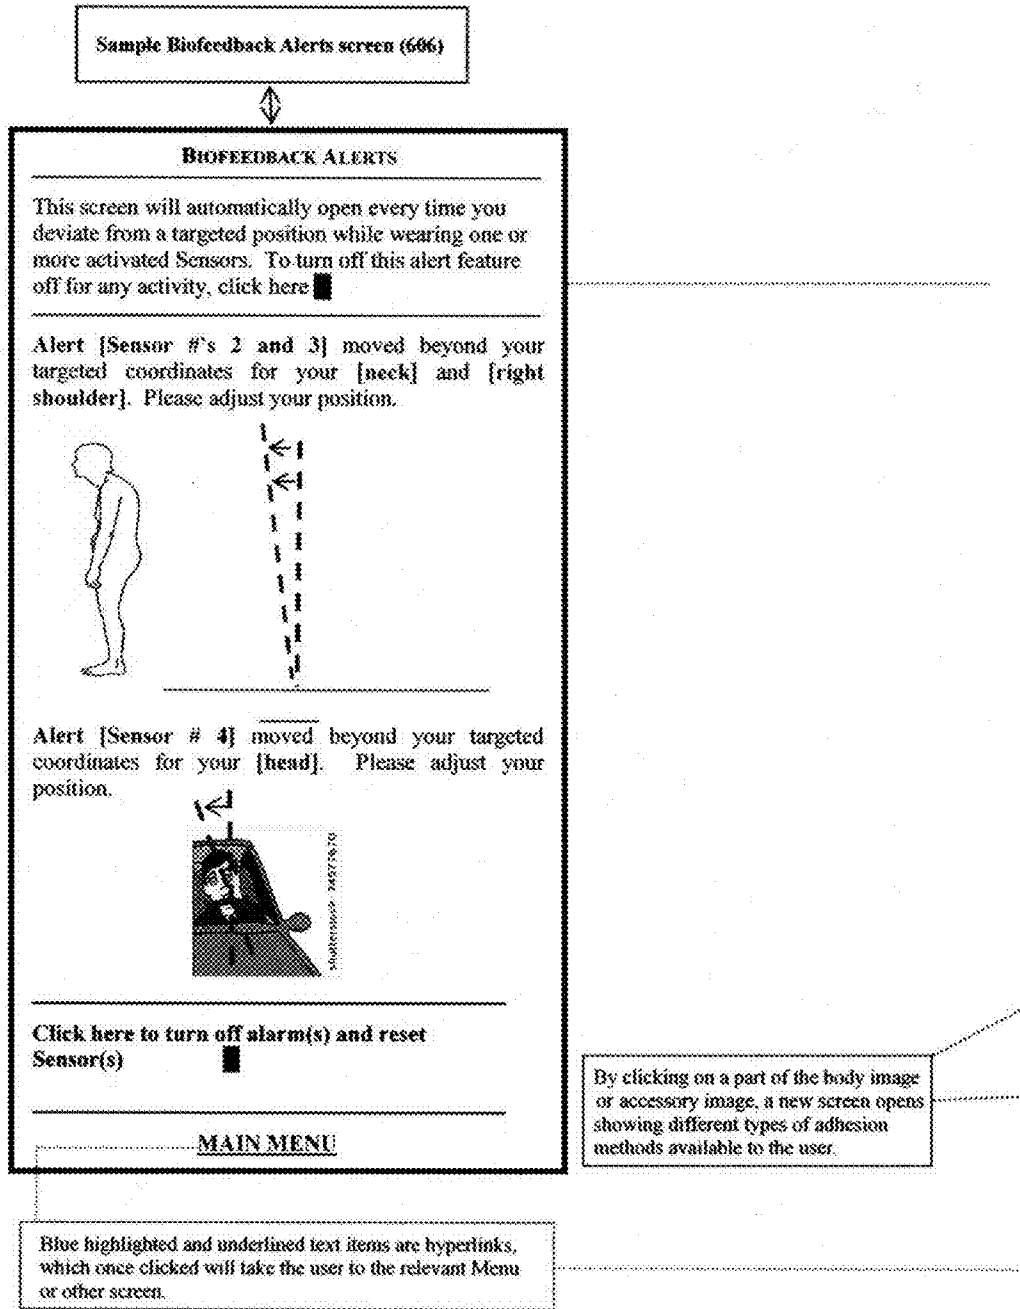 Sample Biofeedback Alerts screen (606)
BIOFEEDBACK ALERTS
This screen will automatically open every time you
deviate from a targeted position while wearing one or
more activated Sensors. To turn off this alert feature
off for any activity, click here
Alert [Sensor #'s 2 and 3] moved beyond your
targeted coordinates for your [neck] and [right
shoulder]. Please adjust your position.
Alert [Sensor # 4] moved beyond your targeted
coordinates for your [head]. Please adjust your
position.
Click here to turn off alarm(s) and reset
Sensor(s)
MAIN MENU
By clicking on a part of the body image
or accessory image, a new screen opens
showing different types of adhesion
methods available to the user.
Blue highlighted and underlined text items are hyperlinks,
which once clicked will take the user to the relevant Menu
or other screen.